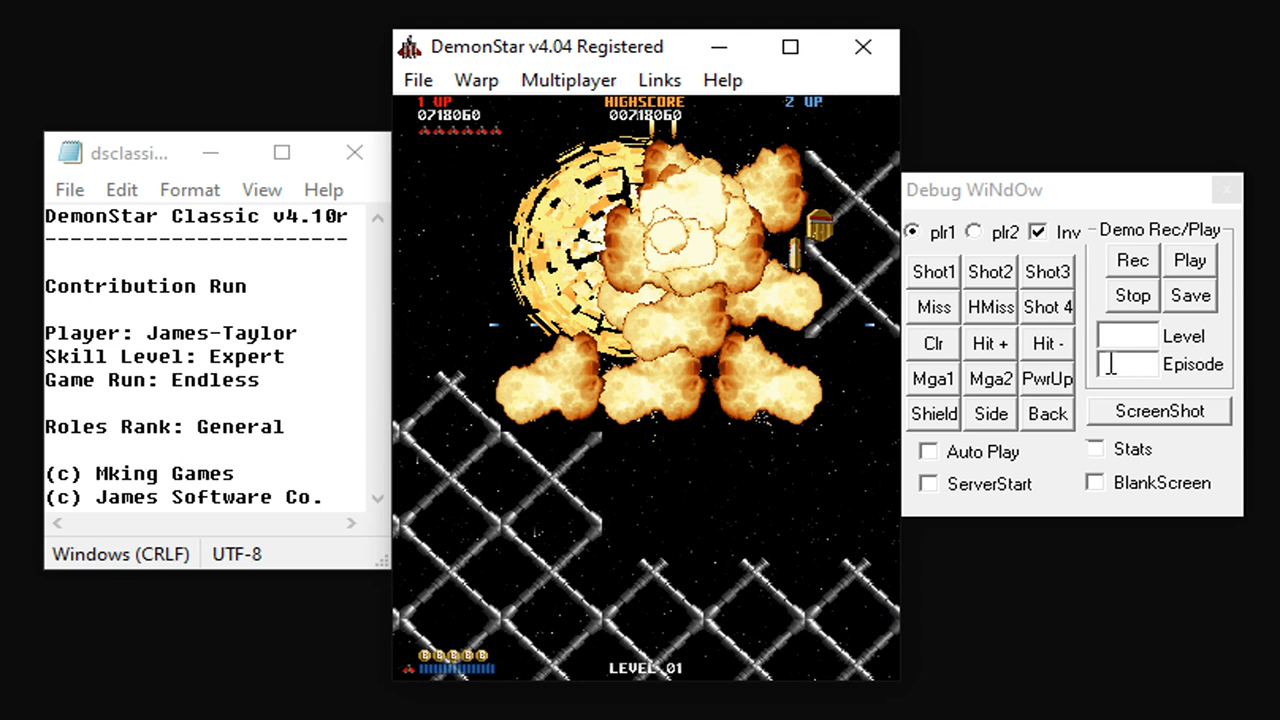 dsclassi...
File Edit Format View Help
DemonStar Classic v4.10r
------------------------
Contribution Run
Player: James-Taylor
Skill Level: Expert
Game Run: Endless
Roles Rank: General
(c) Mking Games
(c) James Software Co.
Windows (CRLF) UTF-8
DemonStar v4.04 Registered
File Warp Multiplayer Links Help
1 UP HIGHSCORE 2 UP
0718060 00718060
B B B B B
LEVEL 01
Debug WiNdOw
plr1 plr2 Inv Demo Rec/Play
Shot1 Shot2 Shot3 Rec Play
Miss HMiss Shot 4 Stop Save
Clr Hit + Hit - Level
Mga1 Mga2 PwrUp Episode
Shield Side Back ScreenShot
Auto Play Stats
ServerStart BlankScreen